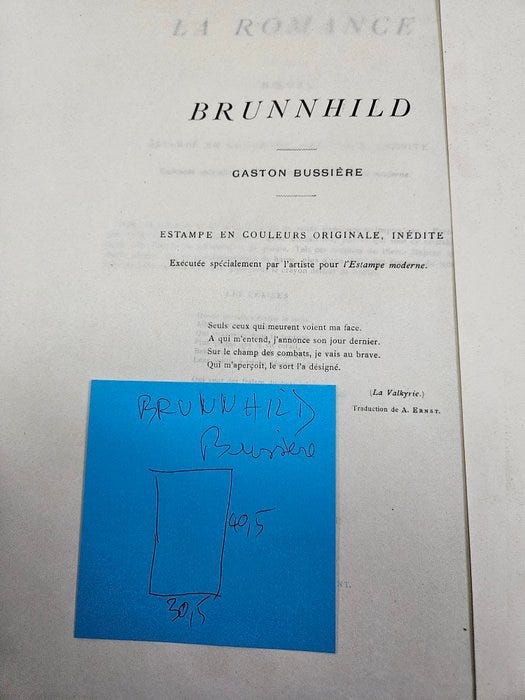 LA ROMANCE
BRUNNHILD
GASTON BUSSIÈRE
ESTAMPE EN COULEURS ORIGINALE, INÉDITE
Exécutée spécialement par l'artiste pour l'Estampe moderne.
Seuls ceux qui meurent voient ma face.
A qui m'entend, j'annonce son jour dernier.
Sur le champ des combats, je vais au brave.
Qui m'aperçoit, le sort l'a désigné.
(La Valkyrie.)
Traduction de A. ERNST.
BRUNNHILD
Bussiere
40,5
30,5